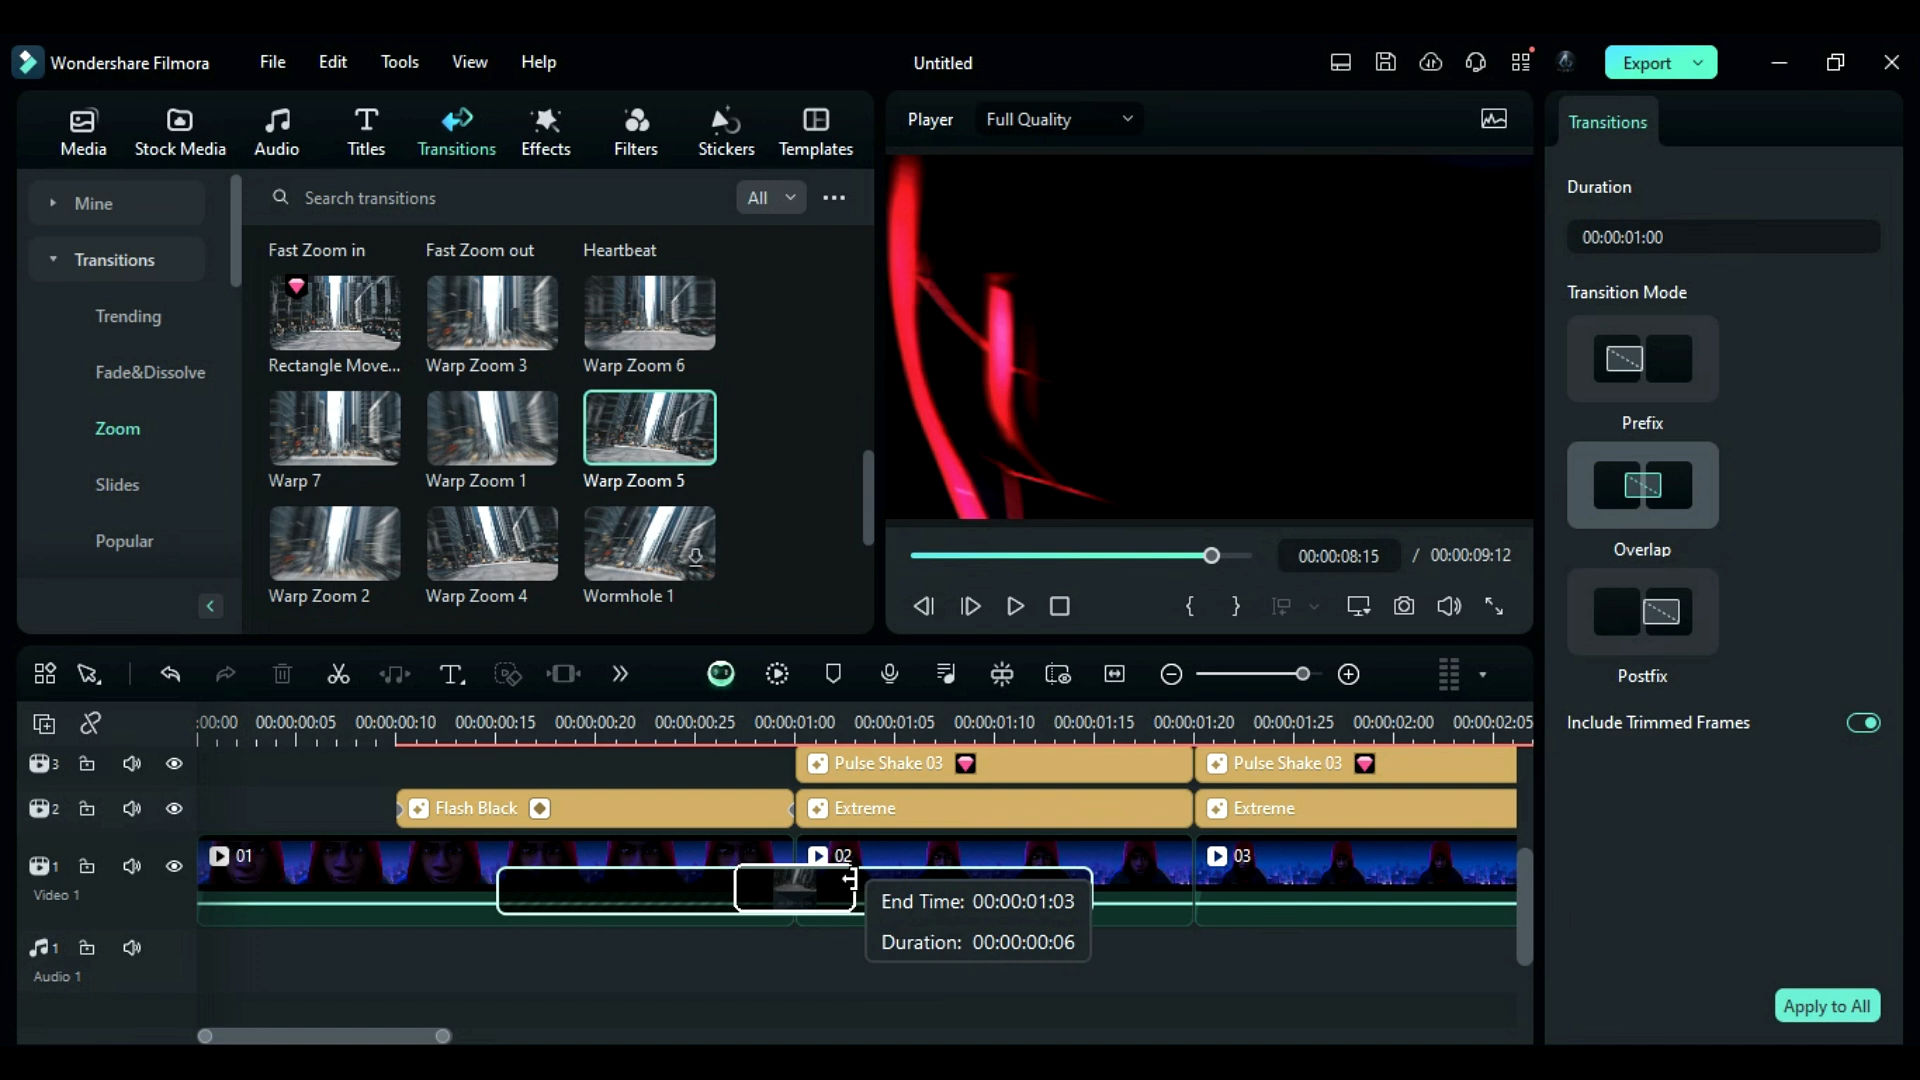 Wondershare Filmora File Edit Tools View Help Untitled Export
Media Stock Media Audio Titles Transitions Effects Filters Stickers Templates
Mine
Transitions
Trending
Fade&Dissolve
Zoom
Slides
Popular
Search transitions All
Fast Zoom in Fast Zoom out Heartbeat
Rectangle Move... Warp Zoom 3 Warp Zoom 6
Warp 7 Warp Zoom 1 Warp Zoom 5
Warp Zoom 2 Warp Zoom 4 Wormhole 1
Player Full Quality
00:00:08:15 / 00:00:09:12
Transitions
Duration
00:00:01:00
Transition Mode
Prefix
Overlap
Postfix
Include Trimmed Frames
Apply to All
:00:00 00:00:00:05 00:00:00:10 00:00:00:15 00:00:00:20 00:00:00:25 00:00:01:00 00:00:01:05 00:00:01:10 00:00:01:15 00:00:01:20 00:00:01:25 00:00:02:00 00:00:02:05
3 Pulse Shake 03 Pulse Shake 03
2 Flash Black Extreme Extreme
01 02 03
1
Video 1
End Time: 00:00:01:03
Duration: 00:00:00:06
1
Audio 1